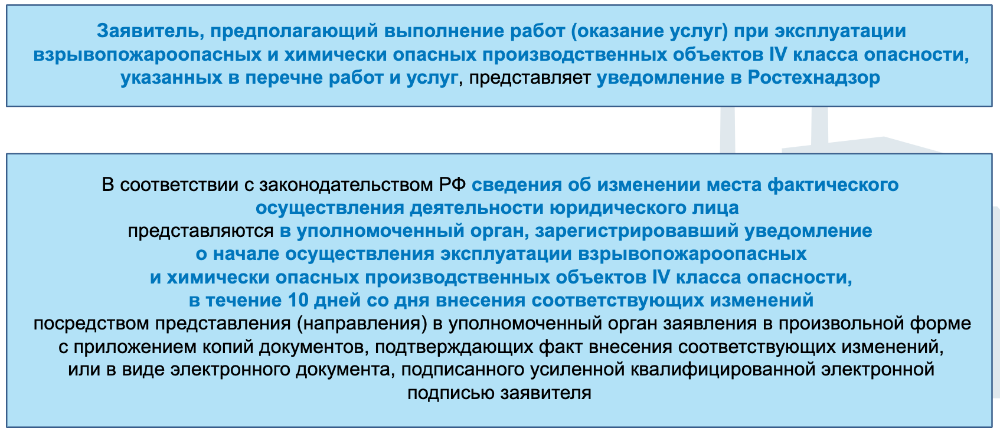 Заявитель, предполагающий выполнение работ (оказание услуг) при эксплуатации
взрывопожароопасных и химически опасных производственных объектов IV класса опасности,
указанных в перечне работ и услуг, представляет уведомление в Ростехнадзор
В соответствии с законодательством РФ сведения об изменении места фактического
осуществления деятельности юридического лица
представляются в уполномоченный орган, зарегистрировавший уведомление
о начале осуществления эксплуатации взрывопожароопасных
и химически опасных производственных объектов IV класса опасности,
в течение 10 дней со дня внесения соответствующих изменений
посредством представления (направления) в уполномоченный орган заявления в произвольной форме
с приложением копий документов, подтверждающих факт внесения соответствующих изменений,
или в виде электронного документа, подписанного усиленной квалифицированной электронной
подписью заявителя